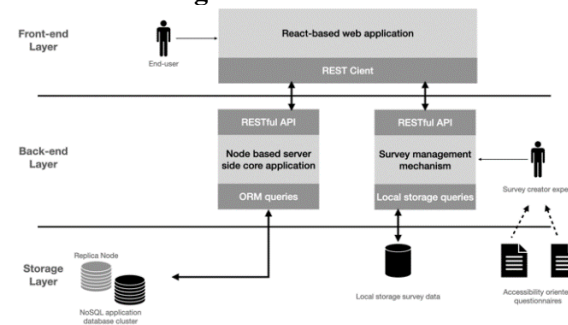 Front-end
Layer
End-user
React-based web application
REST Client
Back-end
Layer
RESTful API
Node based server
side core application
ORM queries
RESTful API
Survey management
mechanism
Local storage queries
Survey creator expe
Storage
Layer
Replica Node
NoSQL application
database cluster
Local storage survey data
Accessibility oriente
questionnaires